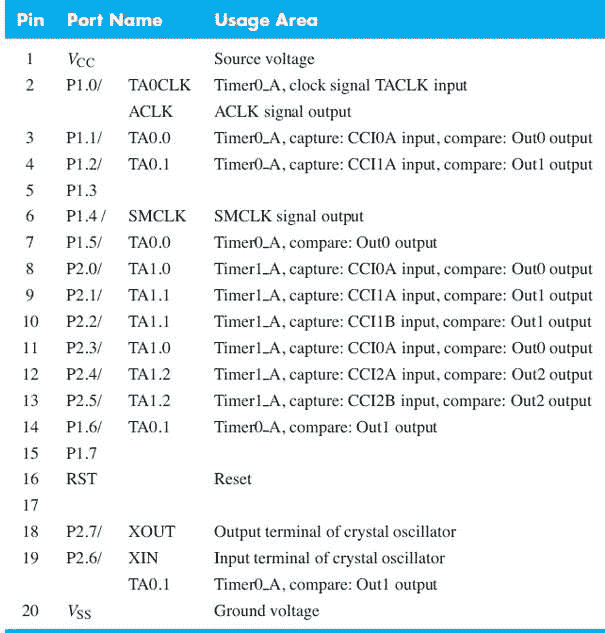 Pin Port Name Usage Area
1 VCC Source voltage
2 P1.0/ TA0CLK Timer0_A, clock signal TACLK input
ACLK ACLK signal output
3 P1.1/ TA0.0 Timer0_A, capture: CCI0A input, compare: Out0 output
4 P1.2/ TA0.1 Timer0_A, capture: CCI1A input, compare: Out1 output
5 P1.3
6 P1.4 / SMCLK SMCLK signal output
7 P1.5/ TA0.0 Timer0_A, compare: Out0 output
8 P2.0/ TA1.0 Timer1_A, capture: CCI0A input, compare: Out0 output
9 P2.1/ TA1.1 Timer1_A, capture: CCI1A input, compare: Out1 output
10 P2.2/ TA1.1 Timer1_A, capture: CCI1B input, compare: Out1 output
11 P2.3/ TA1.0 Timer1_A, capture: CCI0A input, compare: Out0 output
12 P2.4/ TA1.2 Timer1_A, capture: CCI2A input, compare: Out2 output
13 P2.5/ TA1.2 Timer1_A, capture: CCI2B input, compare: Out2 output
14 P1.6/ TA0.1 Timer0_A, compare: Out1 output
15 P1.7
16 RST Reset
17
18 P2.7/ XOUT Output terminal of crystal oscillator
19 P2.6/ XIN Input terminal of crystal oscillator
TA0.1 Timer0_A, compare: Out1 output
20 VSS Ground voltage